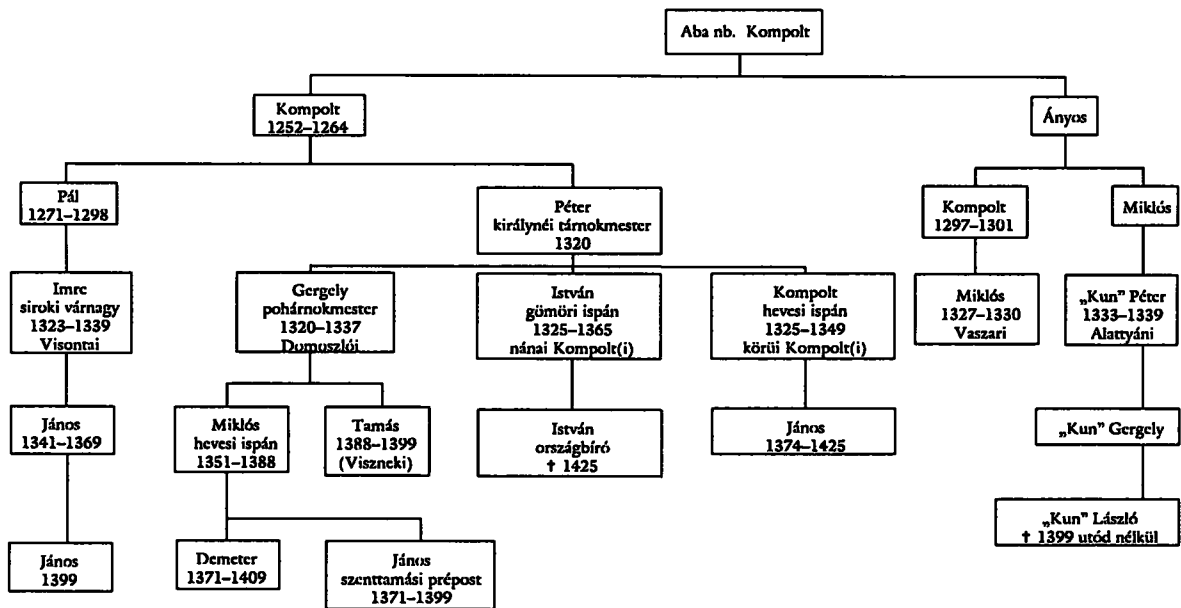 Aba nb. Kompolt
Kompolt
1252–1264
Ányos
Pál
1271–1298
Péter
királynéi tárnokmester
1320
Kompolt
1297–1301
Miklós
Imre
siroki várnagy
1323–1339
Visontai
Gergely
pohárnokmester
1320–1337
Domoszlói
István
gömöri ispán
1325–1365
nánai Kompolt(i)
Kompolt
hevesi ispán
1325–1349
körüi Kompolt(i)
Miklós
1327–1330
Vaszari
„Kun” Péter
1333–1339
Alattyáni
János
1341–1369
Miklós
hevesi ispán
1351–1388
Tamás
1388–1399
(Viszneki)
István
országbíró
† 1425
János
1374–1425
„Kun” Gergely
„Kun” László
† 1399 utód nélkül
János
1399
Demeter
1371–1409
János
szenttamási prépost
1371–1399